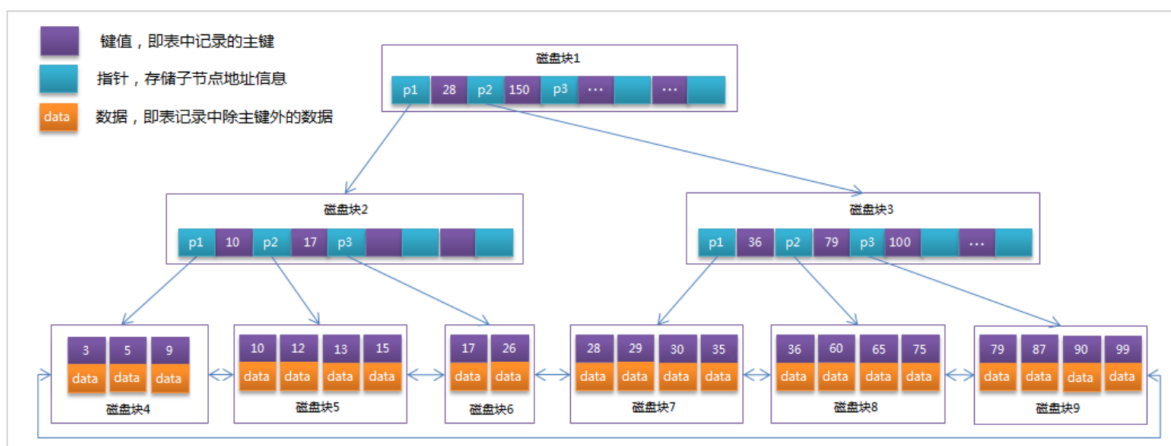 键值，即表中记录的主键
指针，存储子节点地址信息
data 数据，即表记录中除主键外的数据
磁盘块1
p1 28 p2 150 p3 ... ...
磁盘块2
p1 10 p2 17 p3
磁盘块3
p1 36 p2 79 p3 100 ...
3 5 9
data data data
磁盘块4
10 12 13 15
data data data data
磁盘块5
17 26
data data
磁盘块6
28 29 30 35
data data data data
磁盘块7
36 60 65 75
data data data data
磁盘块8
79 87 90 99
data data data data
磁盘块9